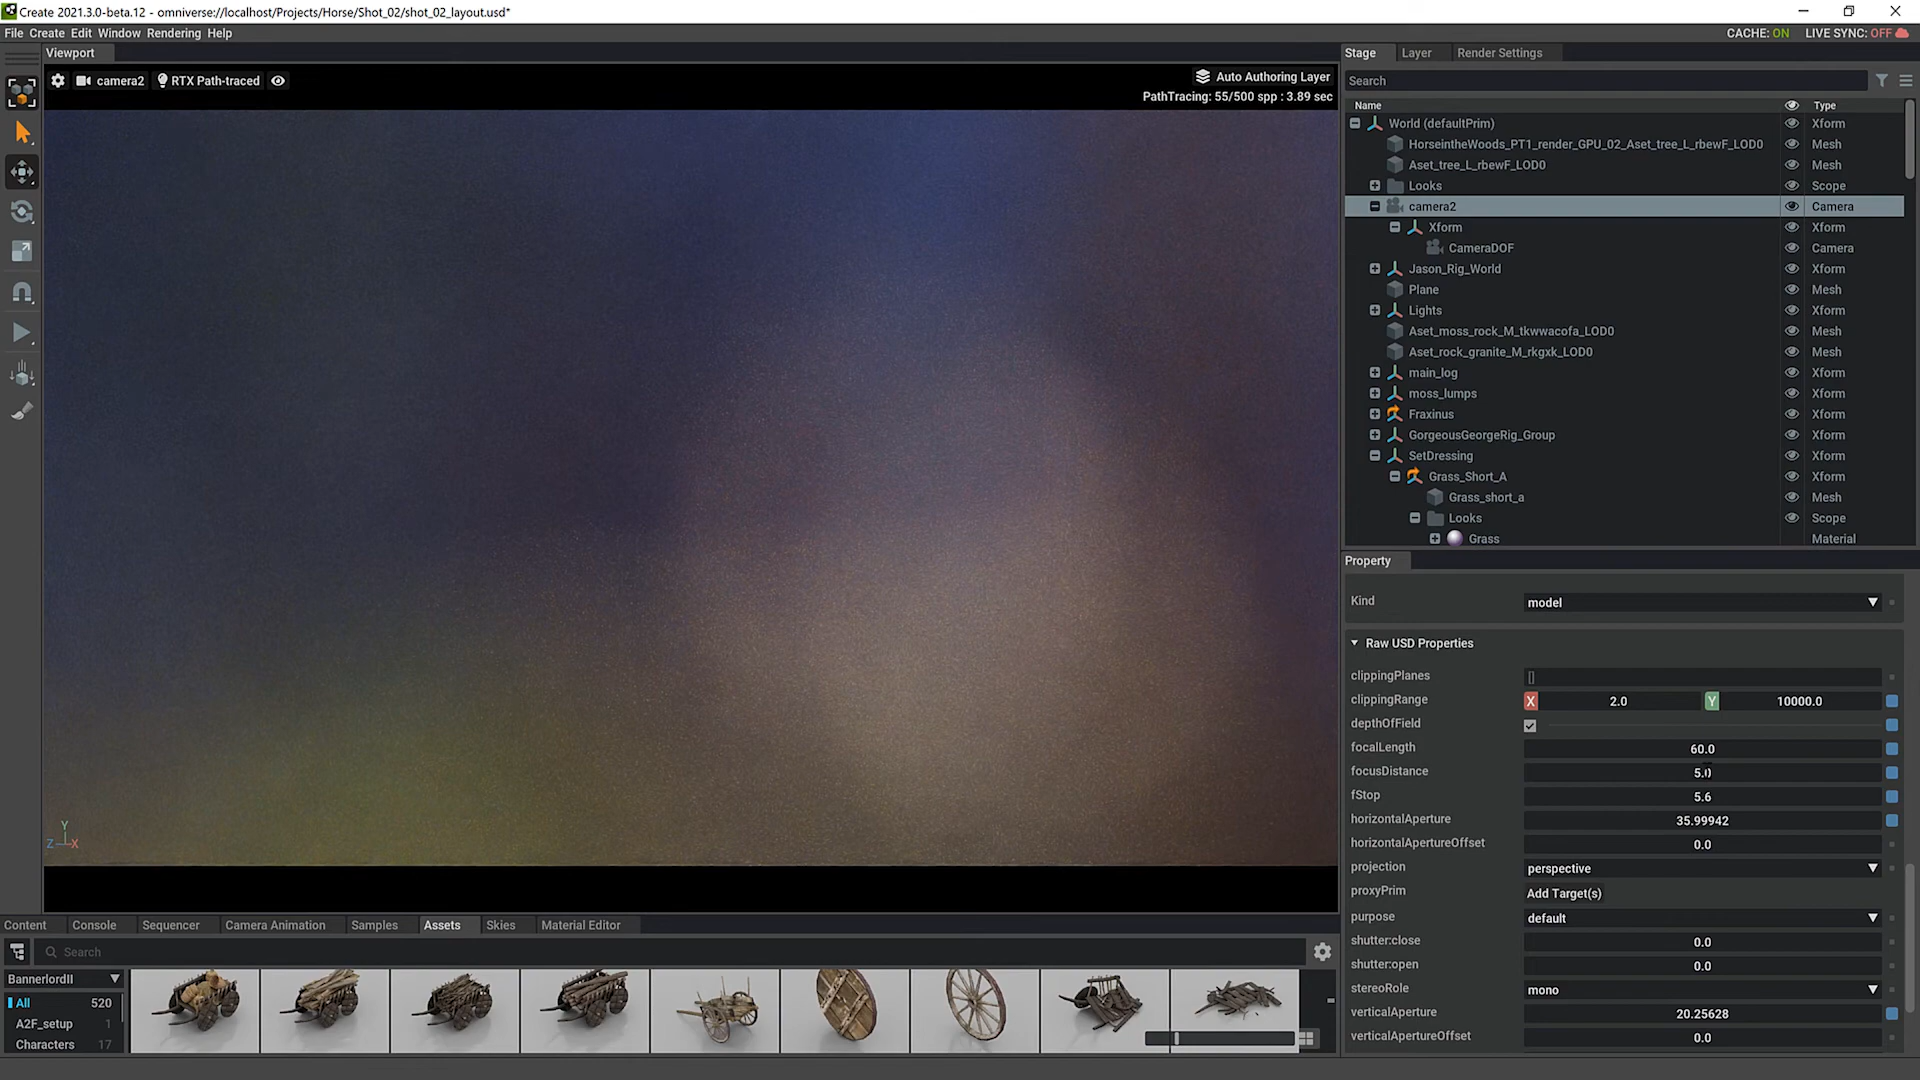 Create 2021.3.0-beta.12 - omniverse://localhost/Projects/Horse/Shot_02/shot_02_layout.usd*
File Create Edit Window Rendering Help
CACHE: ON LIVE SYNC: OFF
Viewport
camera2 RTX Path-traced
Auto Authoring Layer
PathTracing: 55/500 spp : 3.89 sec
Stage Layer Render Settings
Search
Name Type
World (defaultPrim) Xform
HorseintheWoods_PT1_render_GPU_02_Aset_tree_L_rbewF_LOD0 Mesh
Aset_tree_L_rbewF_LOD0 Mesh
Looks Scope
camera2 Camera
Xform Xform
CameraDOF Camera
Jason_Rig_World Xform
Plane Mesh
Lights Xform
Aset_moss_rock_M_tkwwacofa_LOD0 Mesh
Aset_rock_granite_M_rkgxk_LOD0 Mesh
main_log Xform
moss_lumps Xform
Fraxinus Xform
GorgeousGeorgeRig_Group Xform
SetDressing Xform
Grass_Short_A Xform
Grass_short_a Mesh
Looks Scope
Grass Material
Property
Kind model
Raw USD Properties
clippingPlanes []
clippingRange X 2.0 Y 10000.0
depthOfField
focalLength 60.0
focusDistance 5.0
fStop 5.6
horizontalAperture 35.99942
horizontalApertureOffset 0.0
projection perspective
proxyPrim Add Target(s)
purpose default
shutter:close 0.0
shutter:open 0.0
stereoRole mono
verticalAperture 20.25628
verticalApertureOffset 0.0
Y
Z X
Content Console Sequencer Camera Animation Samples Assets Skies Material Editor
Search
BannerlordII
All 520
A2F_setup 1
Characters 17